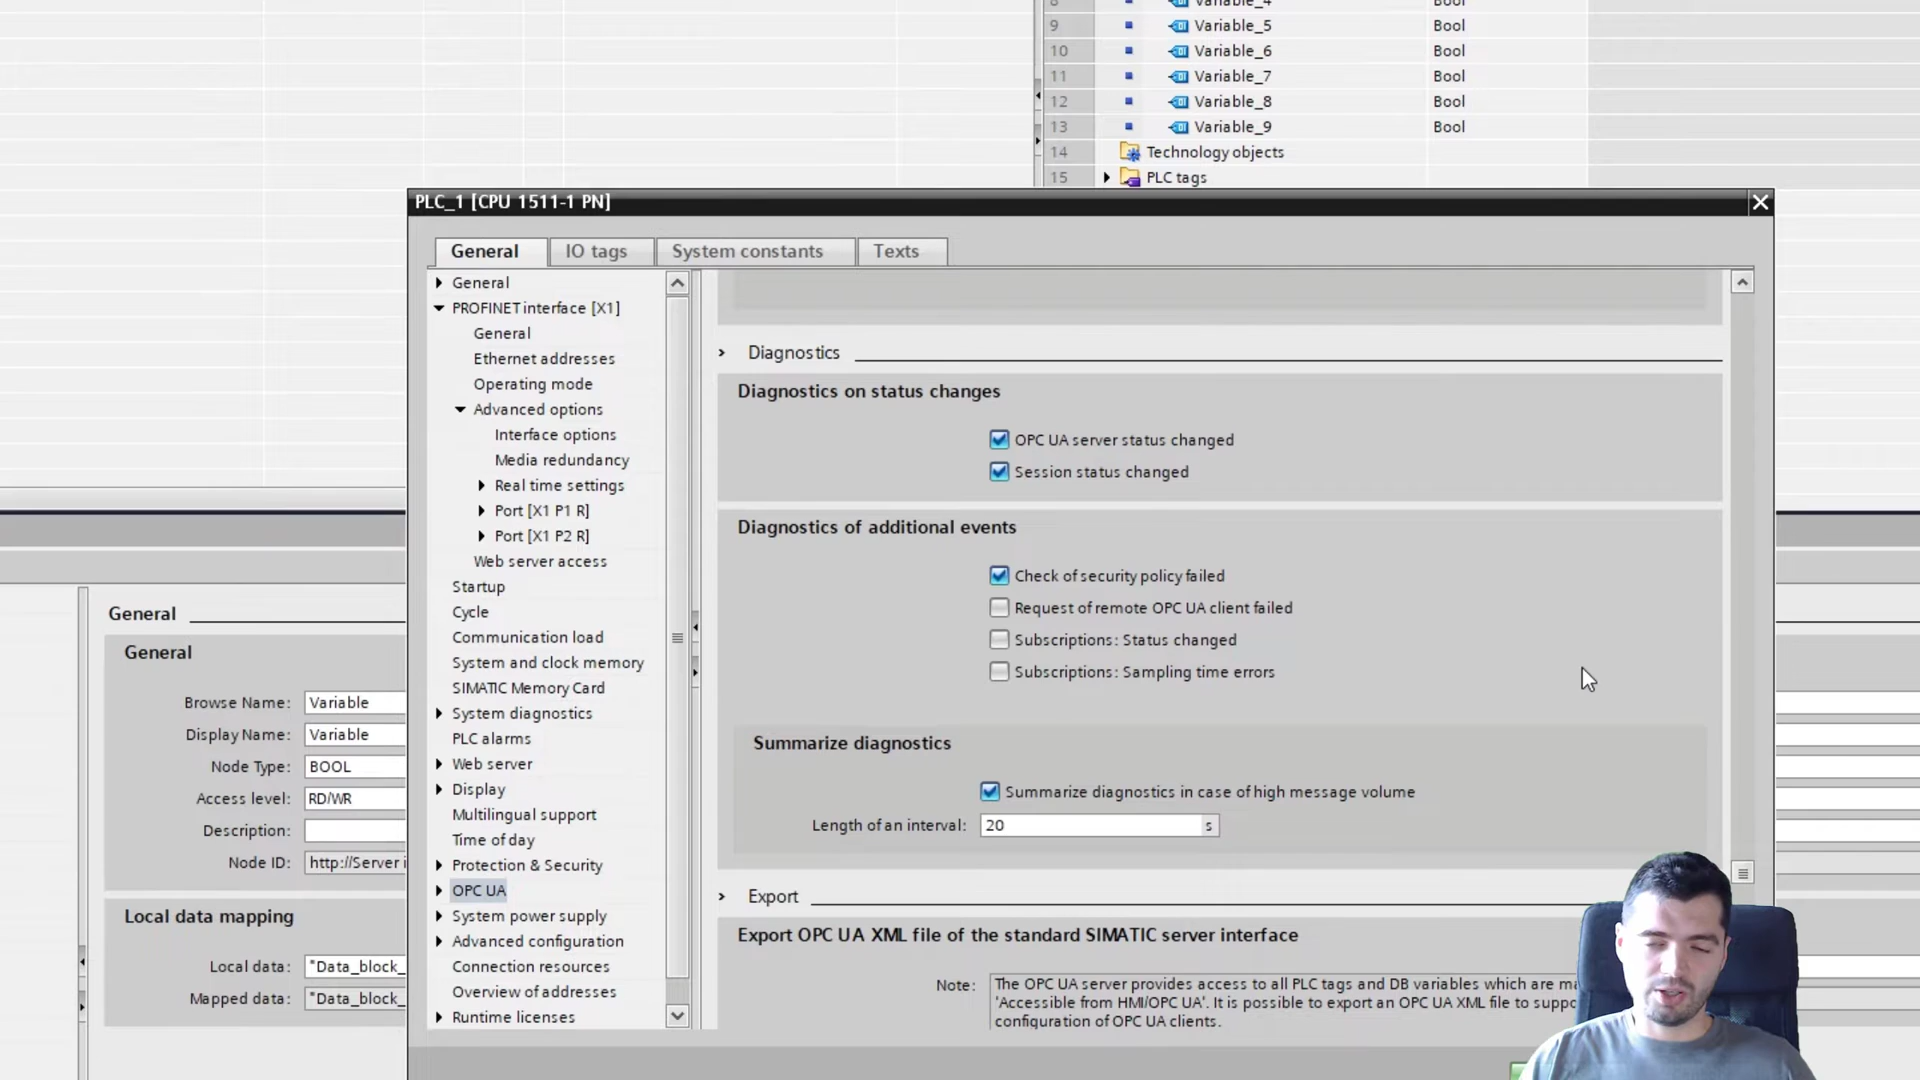 8 Variable_4 Bool
9 Variable_5 Bool
10 Variable_6 Bool
11 Variable_7 Bool
12 Variable_8 Bool
13 Variable_9 Bool
14 Technology objects
15 PLC tags
PLC_1 [CPU 1511-1 PN]
General IO tags System constants Texts
General
PROFINET interface [X1]
General
Ethernet addresses
Operating mode
Advanced options
Interface options
Media redundancy
Real time settings
Port [X1 P1 R]
Port [X1 P2 R]
Web server access
Startup
Cycle
Communication load
System and clock memory
SIMATIC Memory Card
System diagnostics
PLC alarms
Web server
Display
Multilingual support
Time of day
Protection & Security
OPC UA
System power supply
Advanced configuration
Connection resources
Overview of addresses
Runtime licenses
Diagnostics
Diagnostics on status changes
OPC UA server status changed
Session status changed
Diagnostics of additional events
Check of security policy failed
Request of remote OPC UA client failed
Subscriptions: Status changed
Subscriptions: Sampling time errors
Summarize diagnostics
Summarize diagnostics in case of high message volume
Length of an interval: 20 s
Export
Export OPC UA XML file of the standard SIMATIC server interface
Note: The OPC UA server provides access to all PLC tags and DB variables which are
'Accessible from HMI/OPC UA'. It is possible to export an OPC UA XML file to
configuration of OPC UA clients.
General
General
Browse Name: Variable
Display Name: Variable
Node Type: BOOL
Access level: RD/WR
Description:
Node ID: http://Server
Local data mapping
Local data: "Data_block_
Mapped data: "Data_block_